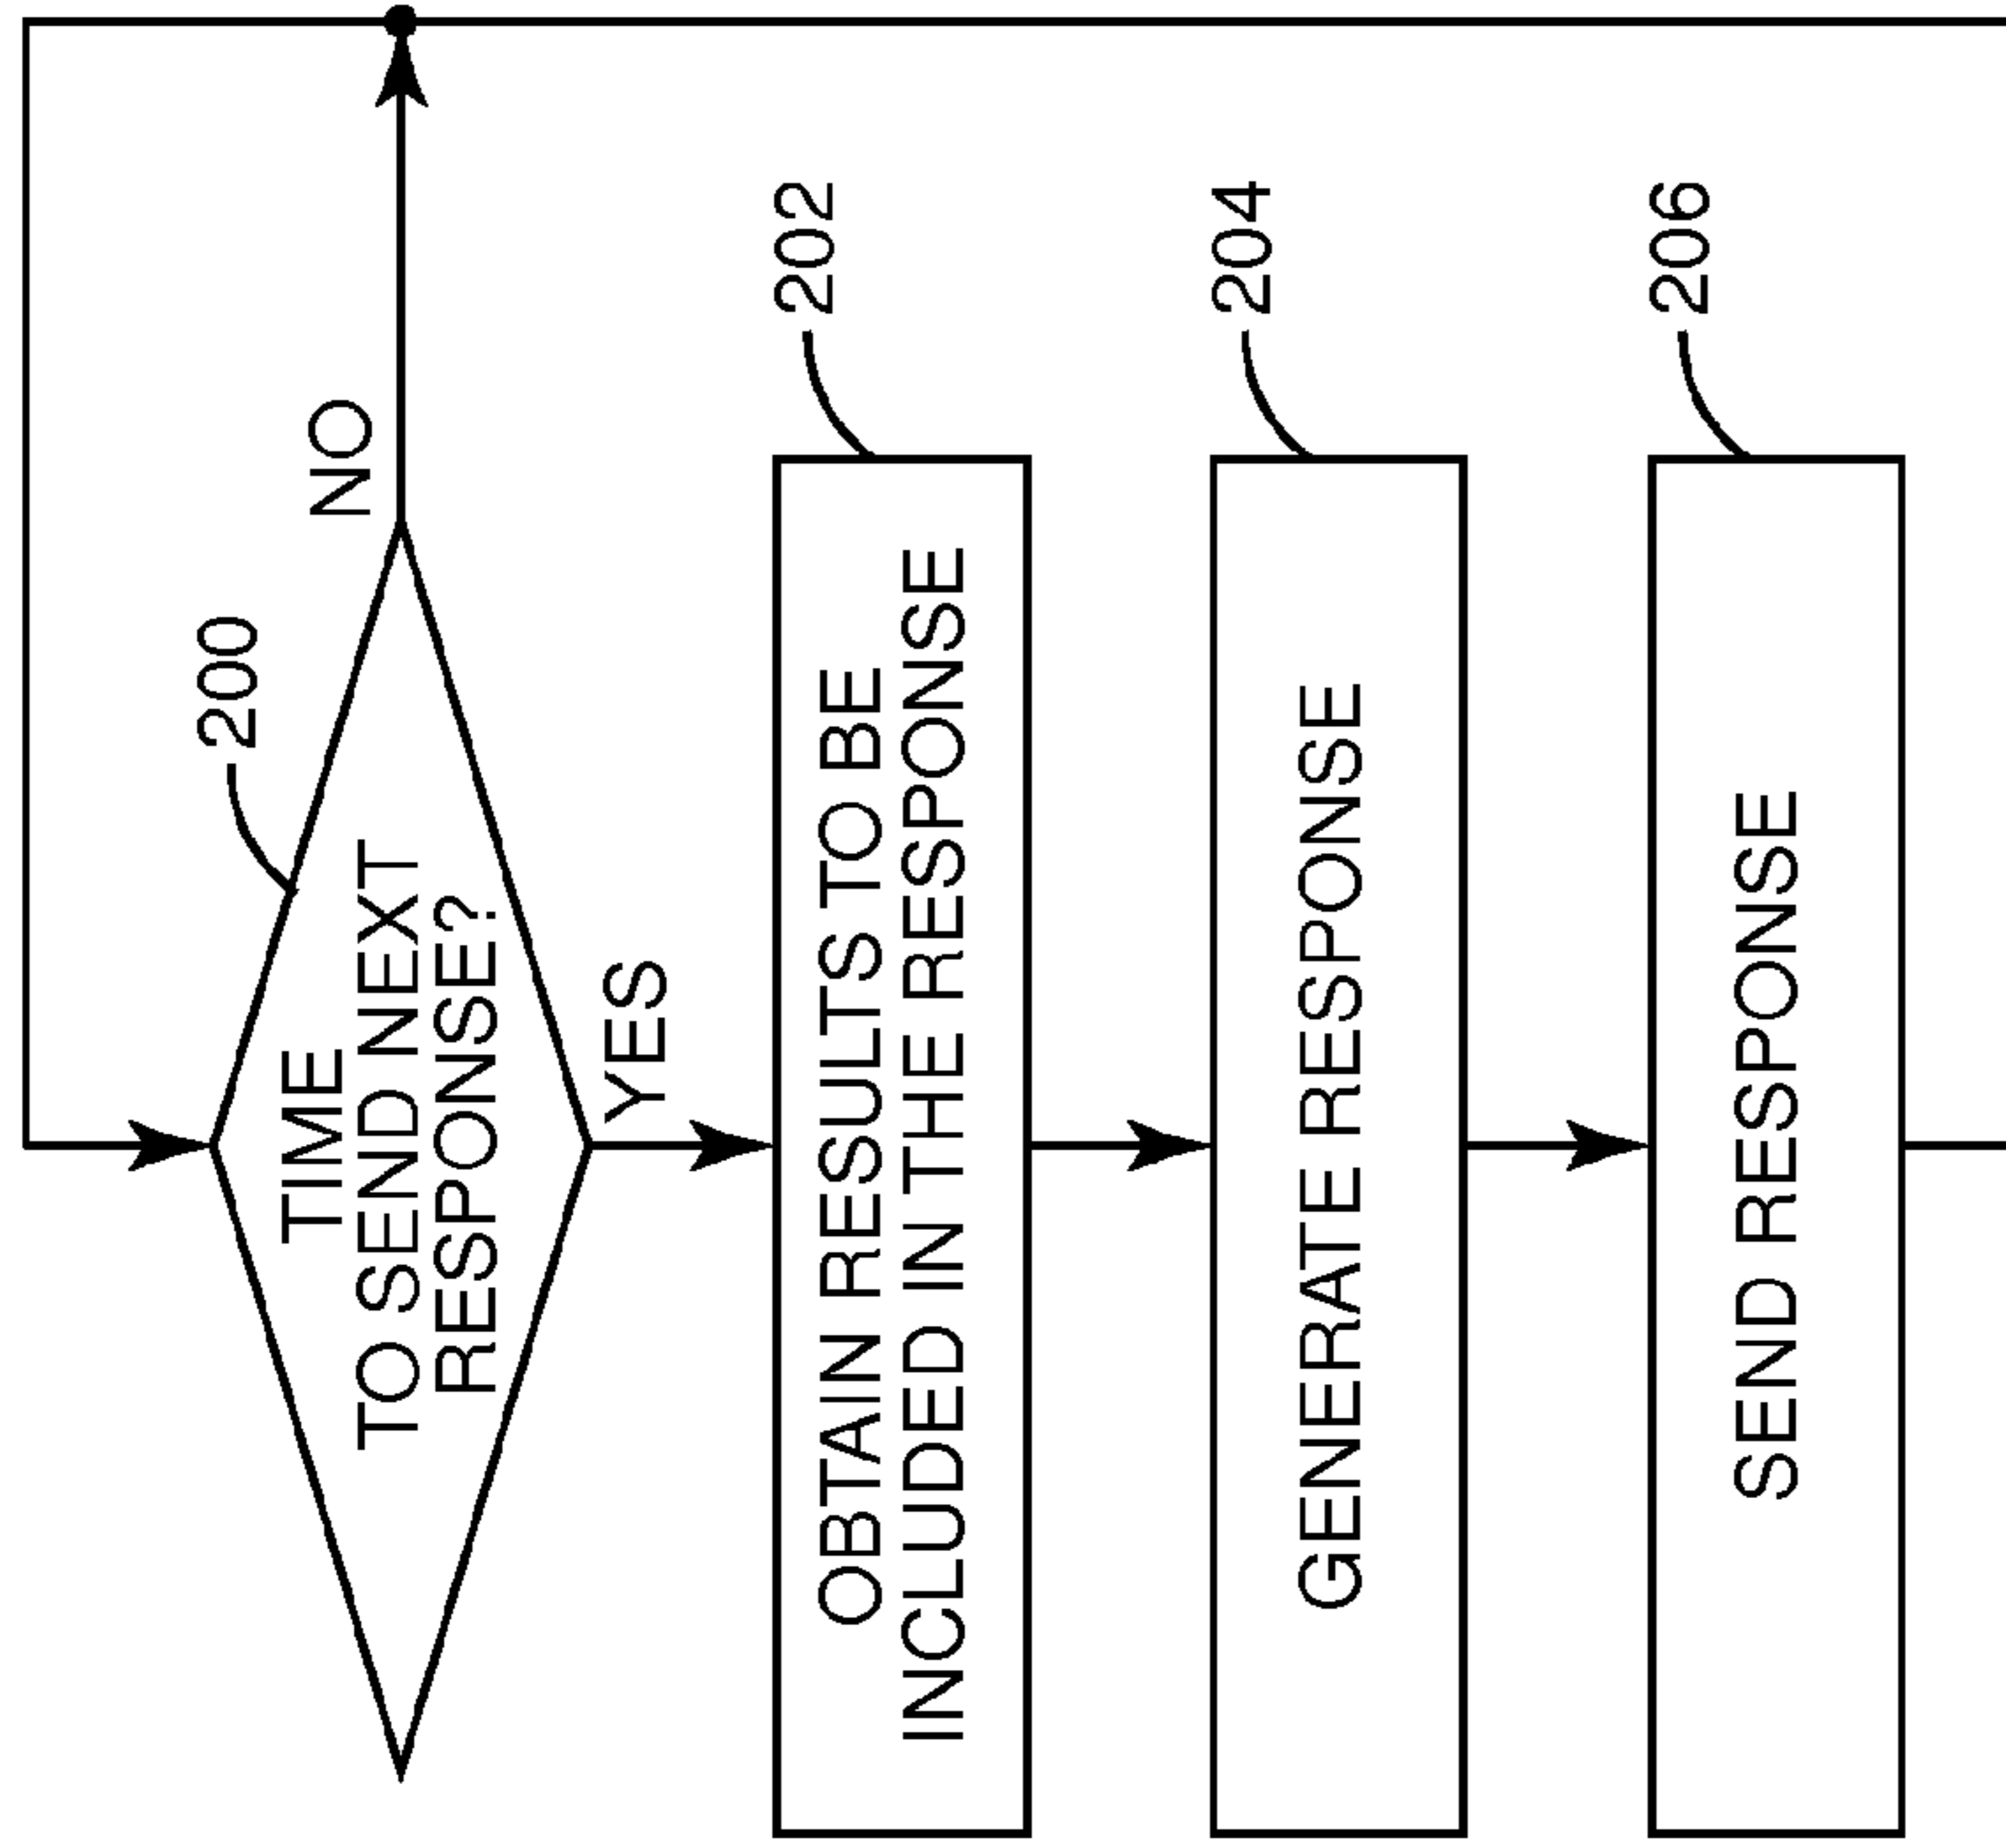 200
TIME
TO SEND NEXT
RESPONSE?
NO
YES
202
OBTAIN RESULTS TO BE
INCLUDED IN THE RESPONSE
204
GENERATE RESPONSE
206
SEND RESPONSE